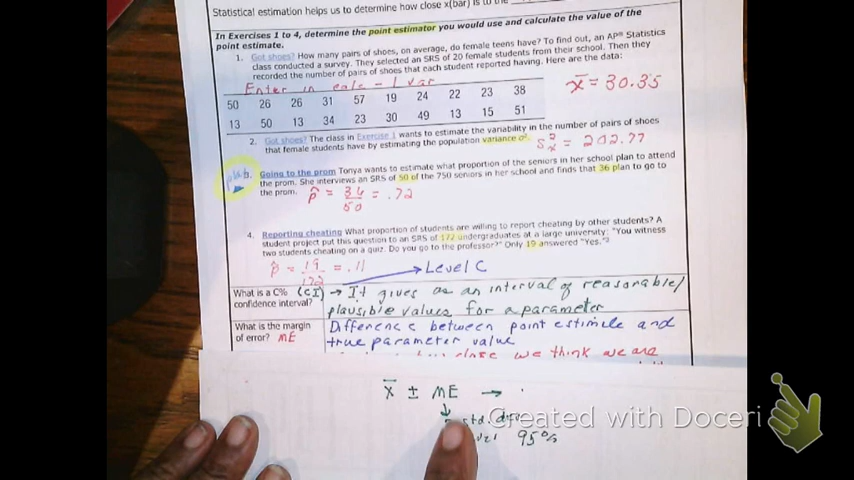 Statistical estimation helps us to determine how close x(bar) is to the
In Exercises 1 to 4, determine the point estimator you would use and calculate the value of the
point estimate.
1. Got shoes? How many pairs of shoes, on average, do female teens have? To find out, an AP® Statistics
class conducted a survey. They selected an SRS of 20 female students from their school. Then they
recorded the number of pairs of shoes that each student reported having. Here are the data:
Enter in calc - 1 var
x̄ = 30.35
50 26 26 31 57 19 24 22 23 38
13 50 13 34 23 30 49 13 15 51
2. Got shoes? The class in Exercise 1 wants to estimate the variability in the number of pairs of shoes
that female students have by estimating the population variance σ².
s²x = 202.77
3. Going to the prom Tonya wants to estimate what proportion of the seniors in her school plan to attend
the prom. She interviews an SRS of 50 of the 750 seniors in her school and finds that 36 plan to go to
the prom. p̂ = 36/50 = .72
4. Reporting cheating What proportion of students are willing to report cheating by other students? A
student project put this question to an SRS of 172 undergraduates at a large university: "You witness
two students cheating on a quiz. Do you go to the professor?" Only 19 answered "Yes."
p̂ = 19/172 = .11 → Level C
What is a C% (CI) → It gives as an interval of reasonable/
confidence interval? plausible values for a parameter
What is the margin Difference between point estimate and
of error? ME true parameter value
close we think we are
x̄ ± ME →
std. dev
95%
Created with Doceri